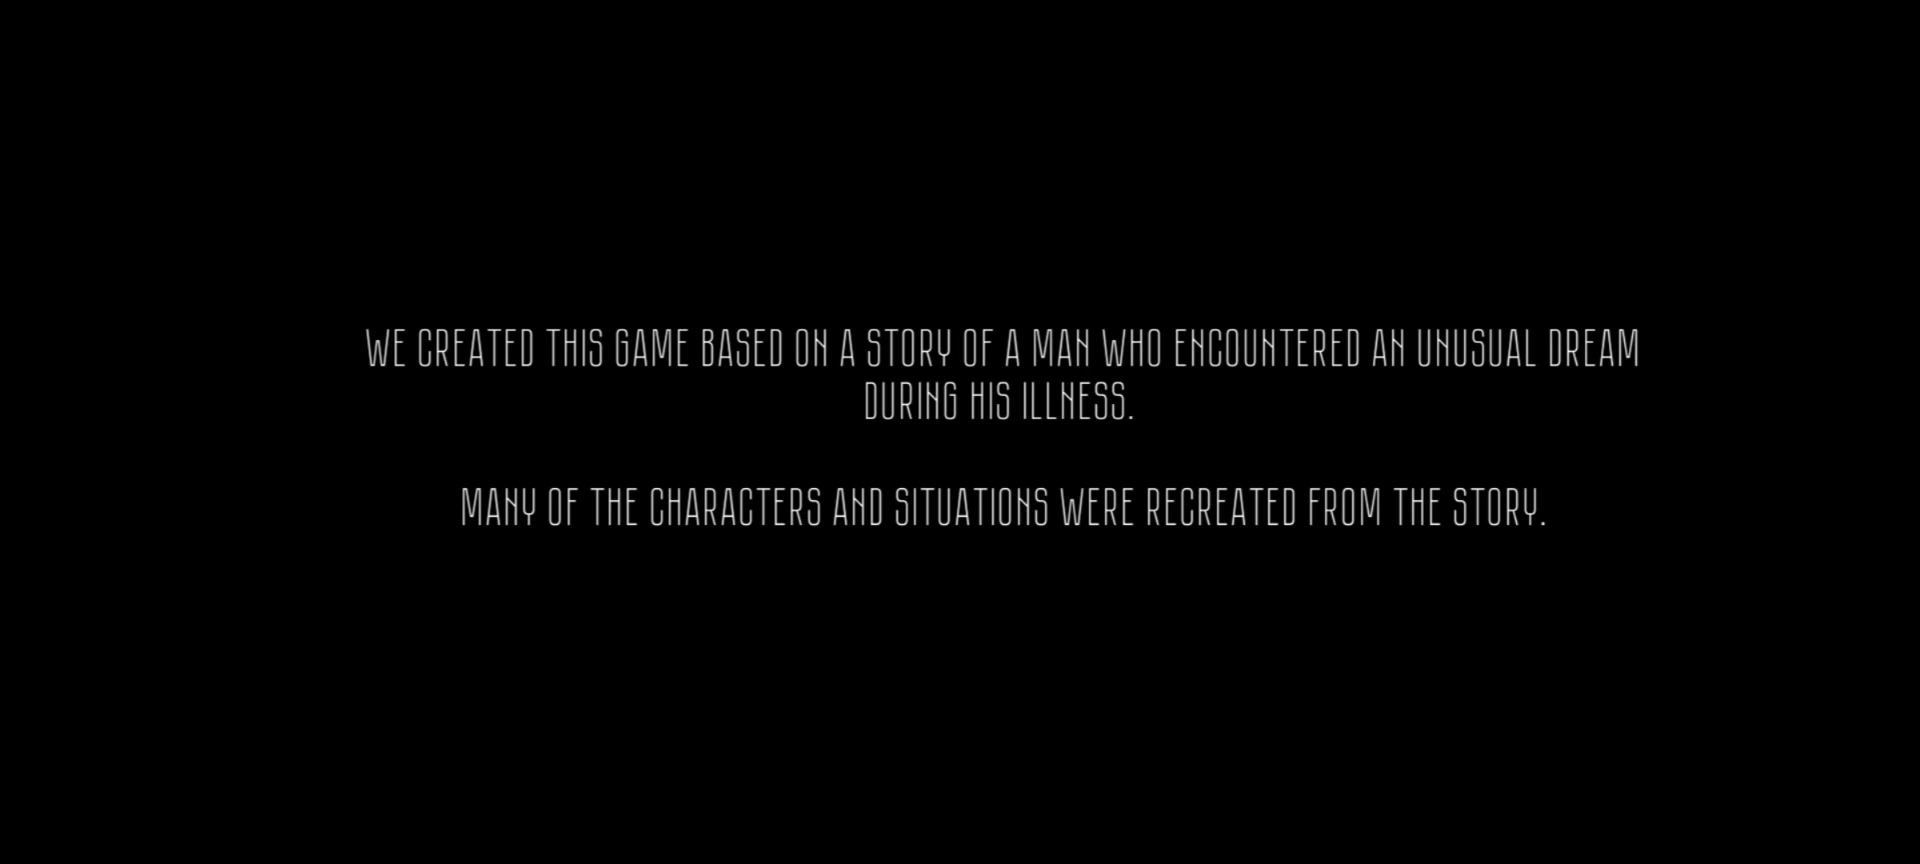 WE CREATED THIS GAME BASED ON A STORY OF A MAN WHO ENCOUNTERED AN UNUSUAL DREAM
DURING HIS ILLNESS.
MANY OF THE CHARACTERS AND SITUATIONS WERE RECREATED FROM THE STORY.